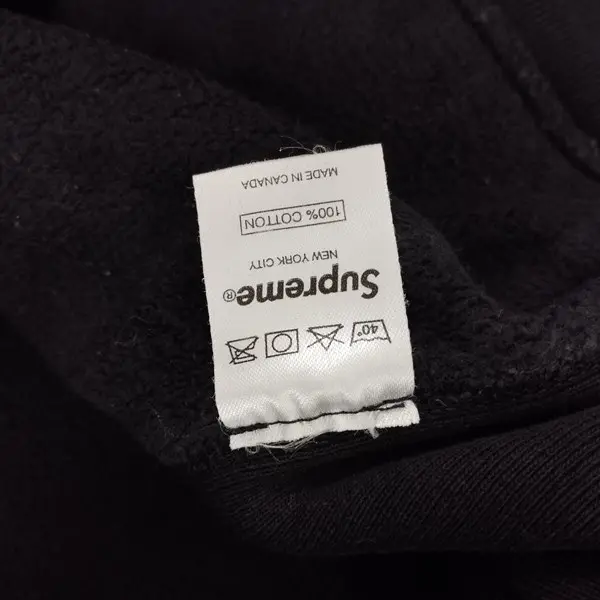 40°
Supreme®
NEW YORK CITY
100% COTTON
MADE IN CANADA